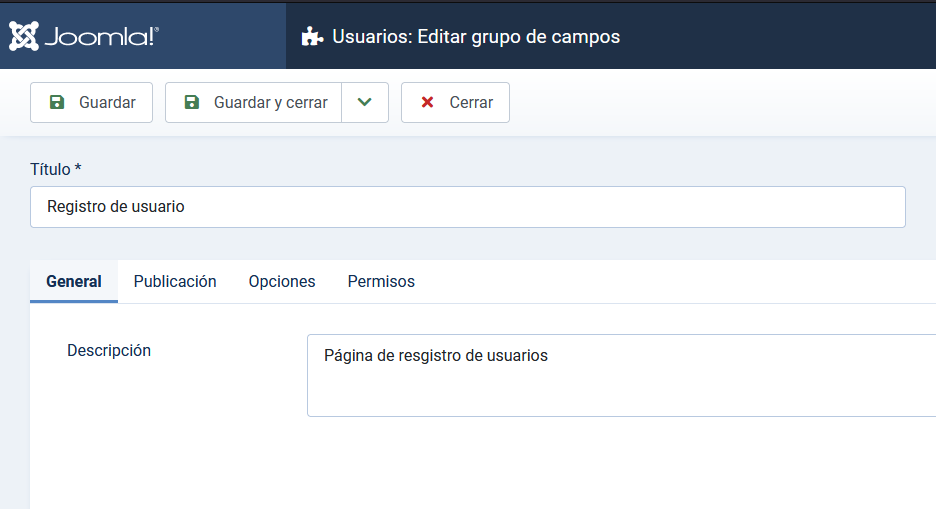 Joomla!®
Usuarios: Editar grupo de campos
Guardar
Guardar y cerrar
Cerrar
Título *
Registro de usuario
General Publicación Opciones Permisos
Descripción
Página de resgistro de usuarios